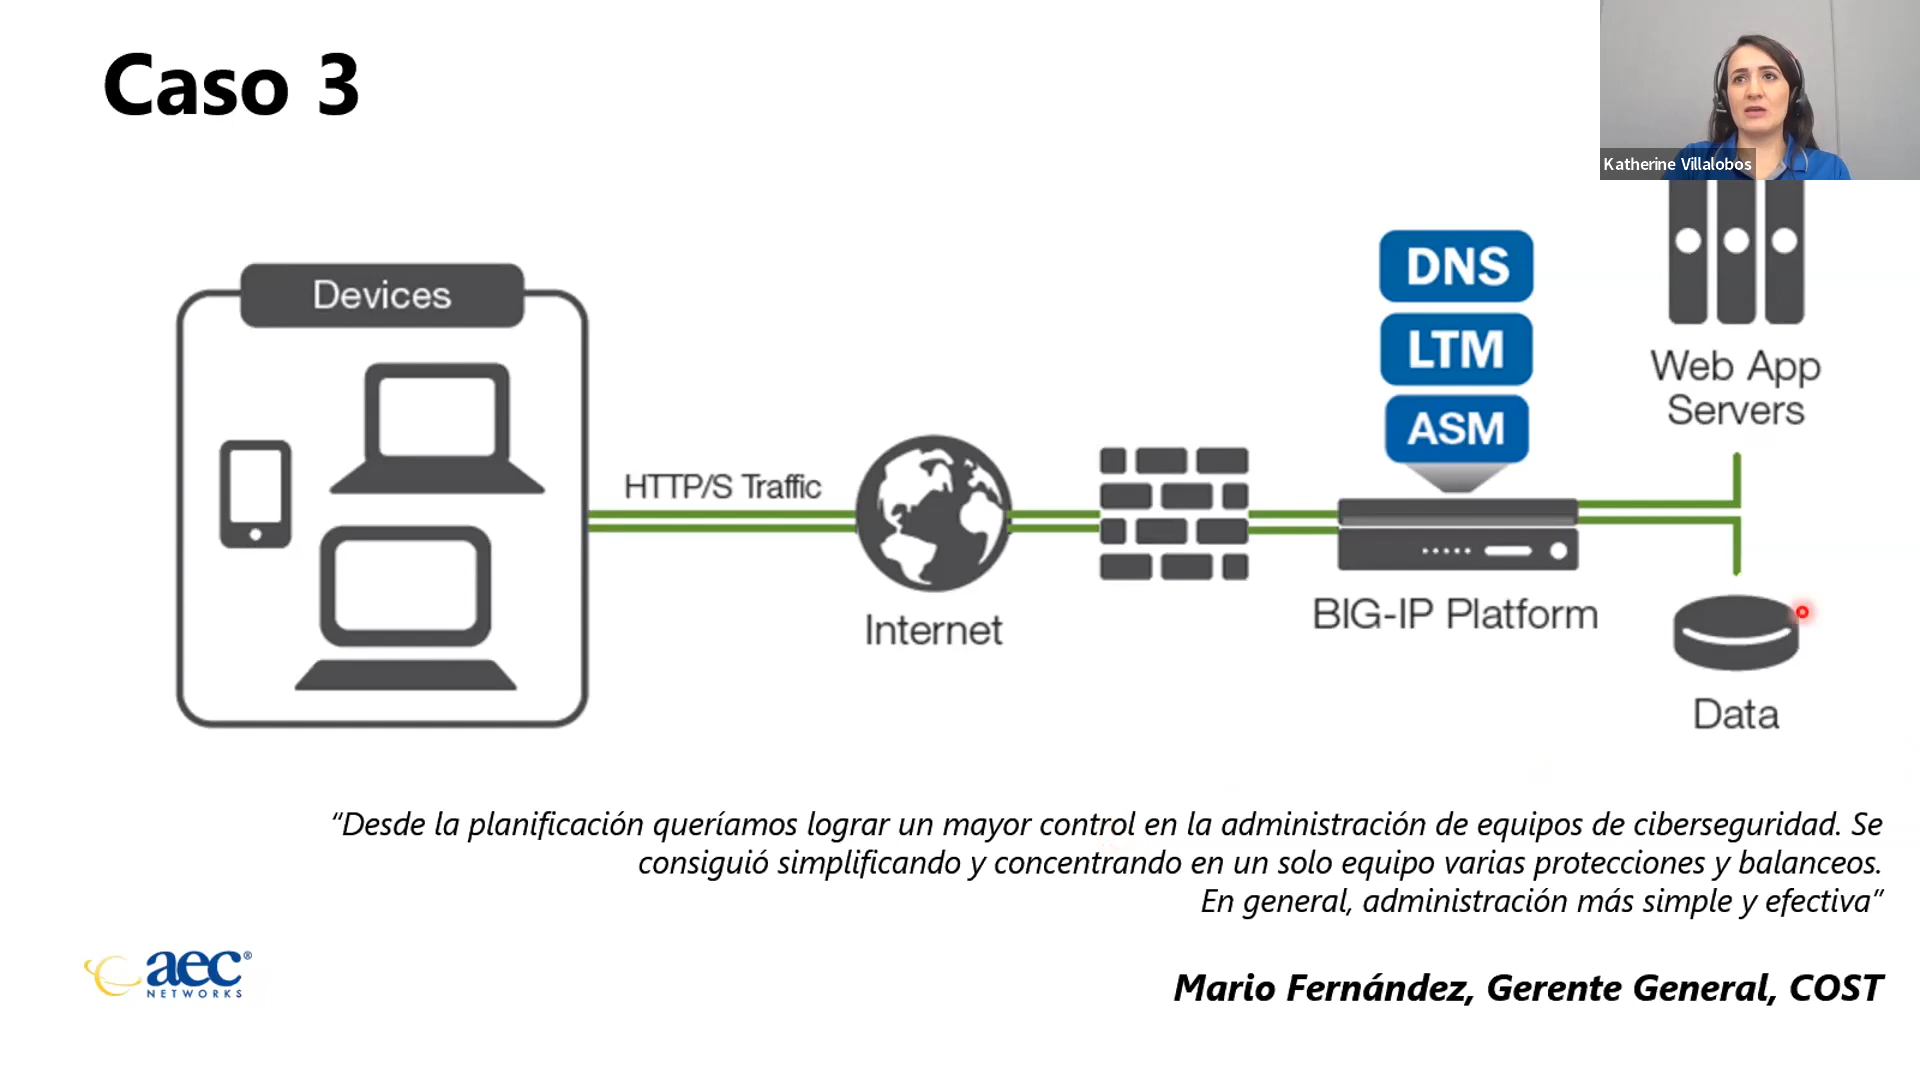 Caso 3
Katherine Villalobos
Devices
HTTP/S Traffic
Internet
DNS
LTM
ASM
BIG-IP Platform
Web App
Servers
Data
“Desde la planificación queríamos lograr un mayor control en la administración de equipos de ciberseguridad. Se
consiguió simplificando y concentrando en un solo equipo varias protecciones y balanceos.
En general, administración más simple y efectiva”
aec®
NETWORKS
Mario Fernández, Gerente General, COST